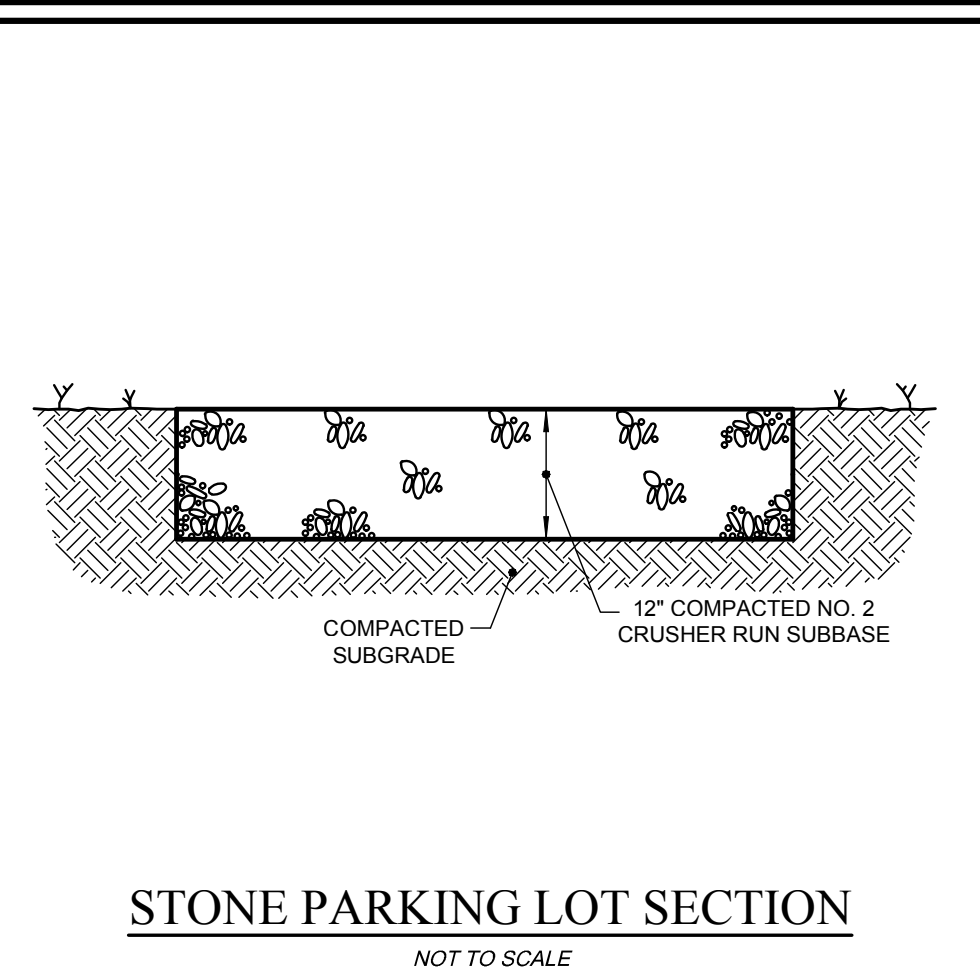 12" COMPACTED NO. 2
CRUSHER RUN SUBBASE
COMPACTED
SUBGRADE
STONE PARKING LOT SECTION
NOT TO SCALE